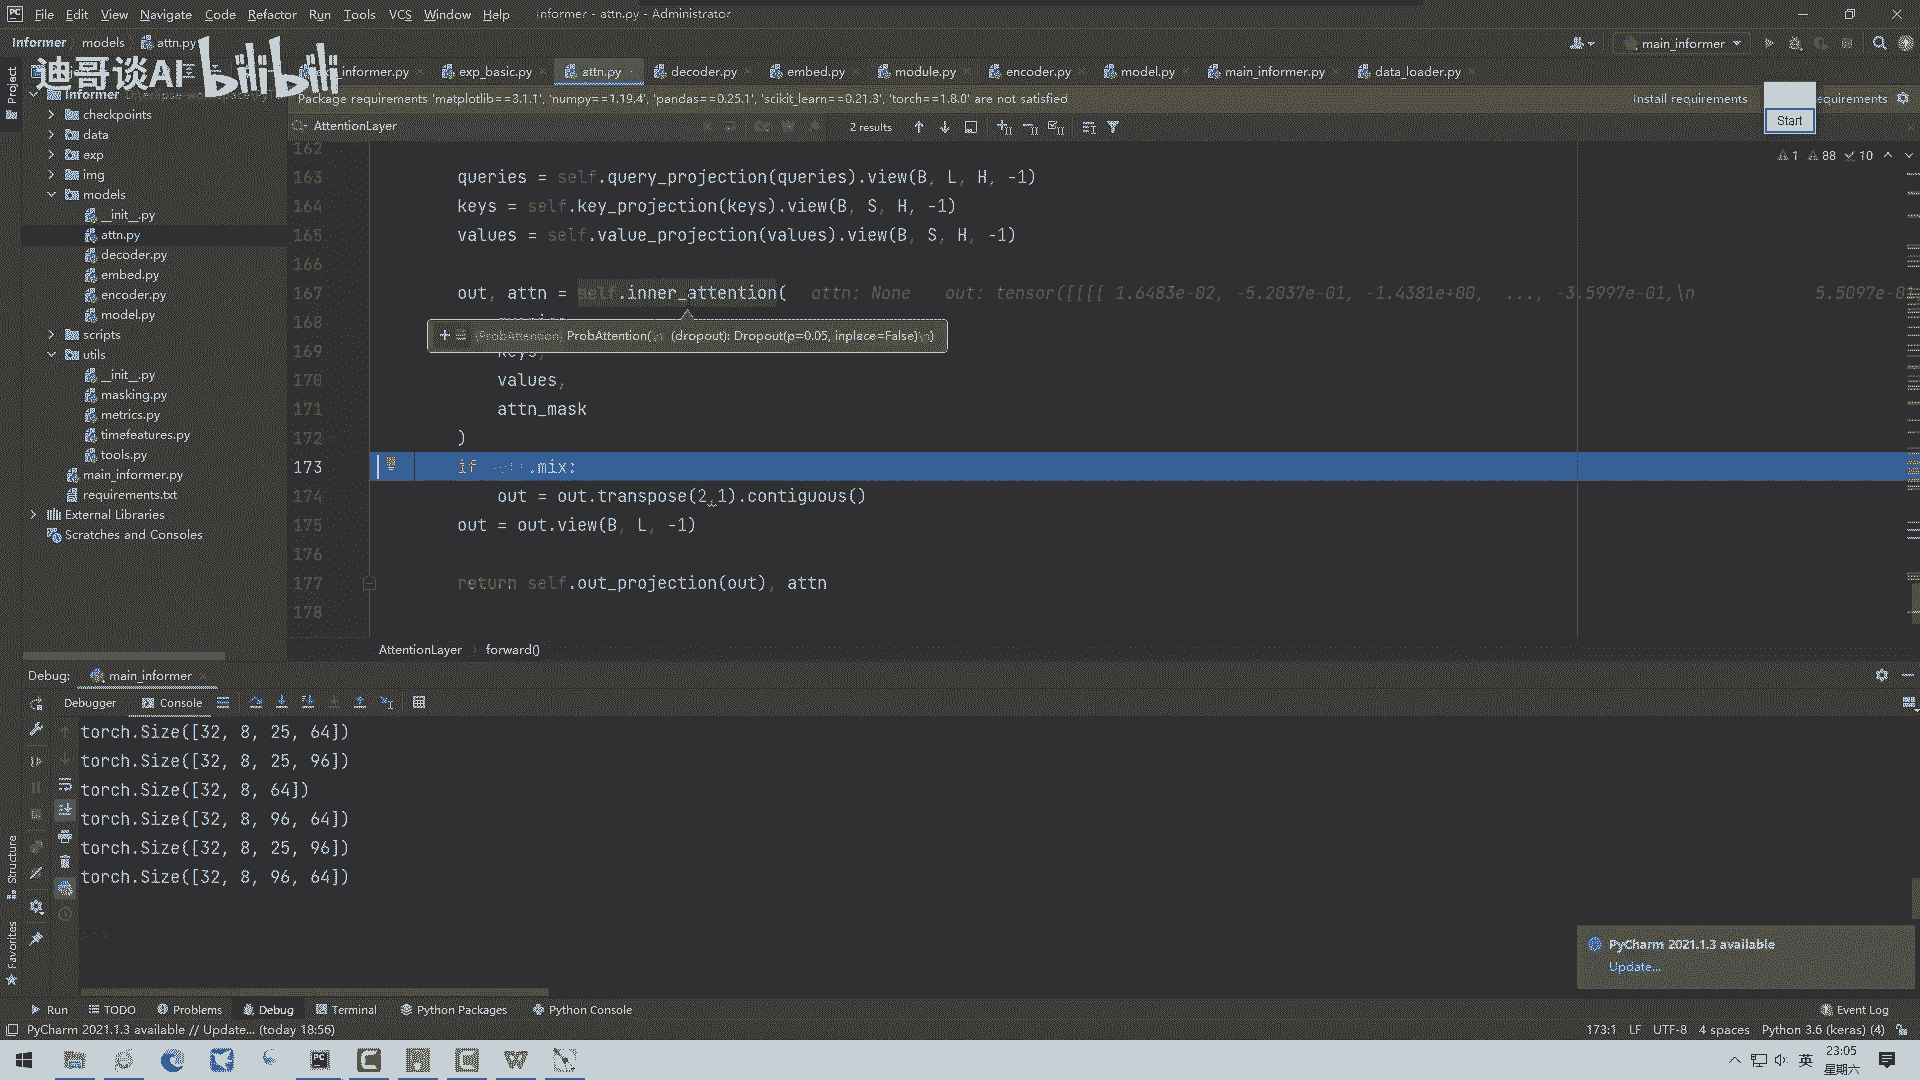 File Edit View Navigate Code Refactor Run Tools VCS Window Help Informer - attn.py - Administrator
Informer models attn.py main_informer
迪哥谈AI bilibili
informer.py exp_basic.py attn.py decoder.py embed.py module.py encoder.py model.py main_informer.py data_loader.py
Package requirements 'matplotlib==3.1.1', 'numpy==1.19.4', 'pandas==0.25.1', 'scikit_learn==0.21.3', 'torch==1.8.0' are not satisfied Install requirements equirements
Start
AttentionLayer 2 results
1 88 10
Project
Informer
checkpoints
data
exp
img
models
__init__.py
attn.py
decoder.py
embed.py
encoder.py
model.py
scripts
utils
__init__.py
masking.py
metrics.py
timefeatures.py
tools.py
main_informer.py
requirements.txt
External Libraries
Scratches and Consoles
162
163 queries = self.query_projection(queries).view(B, L, H, -1)
164 keys = self.key_projection(keys).view(B, S, H, -1)
165 values = self.value_projection(values).view(B, S, H, -1)
166
167 out, attn = self.inner_attention( attn: None out: tensor([[[[ 1.6483e-02, -5.2037e-01, -1.4381e+00, ..., -3.5997e-01,\n 5.5097e-01
168
{ProbAttention} ProbAttention(\n (dropout): Dropout(p=0.05, inplace=False)\n)
169 keys,
170 values,
171 attn_mask
172 )
173 if self.mix:
174 out = out.transpose(2,1).contiguous()
175 out = out.view(B, L, -1)
176
177 return self.out_projection(out), attn
178
AttentionLayer forward()
Debug: main_informer
Debugger Console
torch.Size([32, 8, 25, 64])
torch.Size([32, 8, 25, 96])
torch.Size([32, 8, 64])
torch.Size([32, 8, 96, 64])
torch.Size([32, 8, 25, 96])
torch.Size([32, 8, 96, 64])
>>>
Structure
Favorites
PyCharm 2021.1.3 available
Update...
Run TODO Problems Debug Terminal Python Packages Python Console Event Log
PyCharm 2021.1.3 available // Update... (today 18:56) 173:1 LF UTF-8 4 spaces Python 3.6 (keras) (4)
英 23:05
星期六